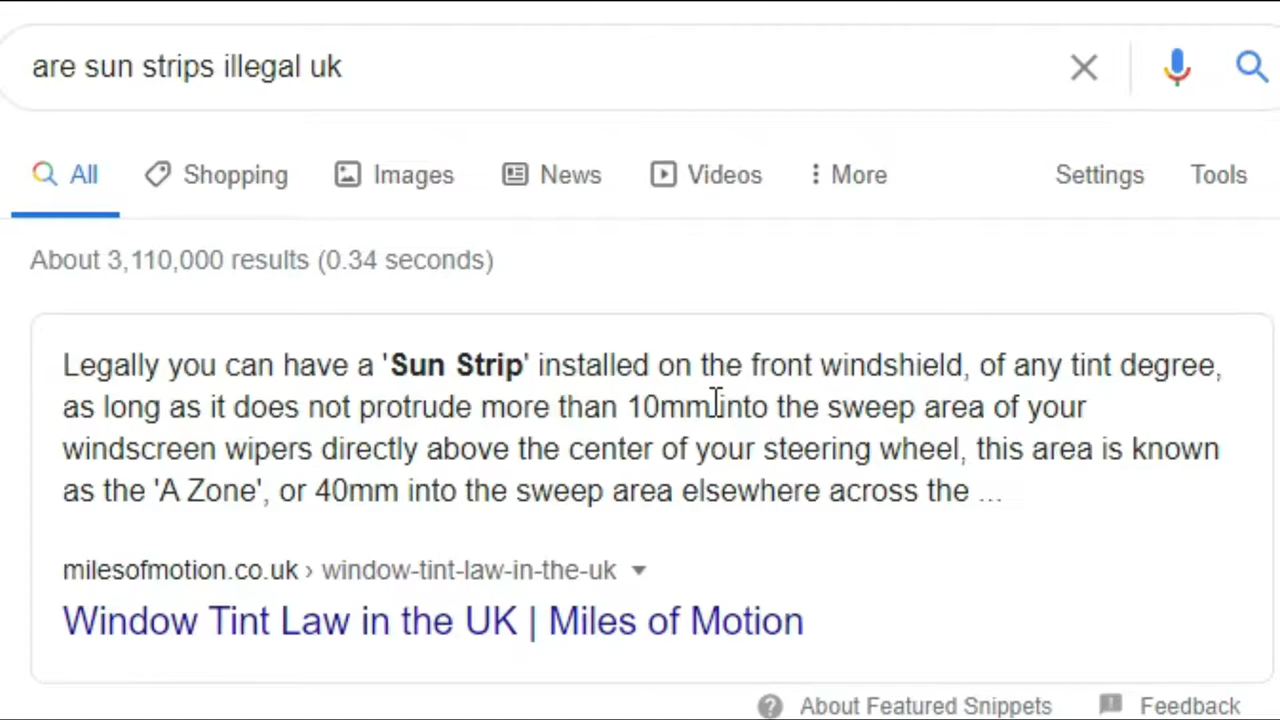 are sun strips illegal uk
All Shopping Images News Videos More Settings Tools
About 3,110,000 results (0.34 seconds)
Legally you can have a 'Sun Strip' installed on the front windshield, of any tint degree,
as long as it does not protrude more than 10mm into the sweep area of your
windscreen wipers directly above the center of your steering wheel, this area is known
as the 'A Zone', or 40mm into the sweep area elsewhere across the ...
milesofmotion.co.uk › window-tint-law-in-the-uk
Window Tint Law in the UK | Miles of Motion
About Featured Snippets Feedback